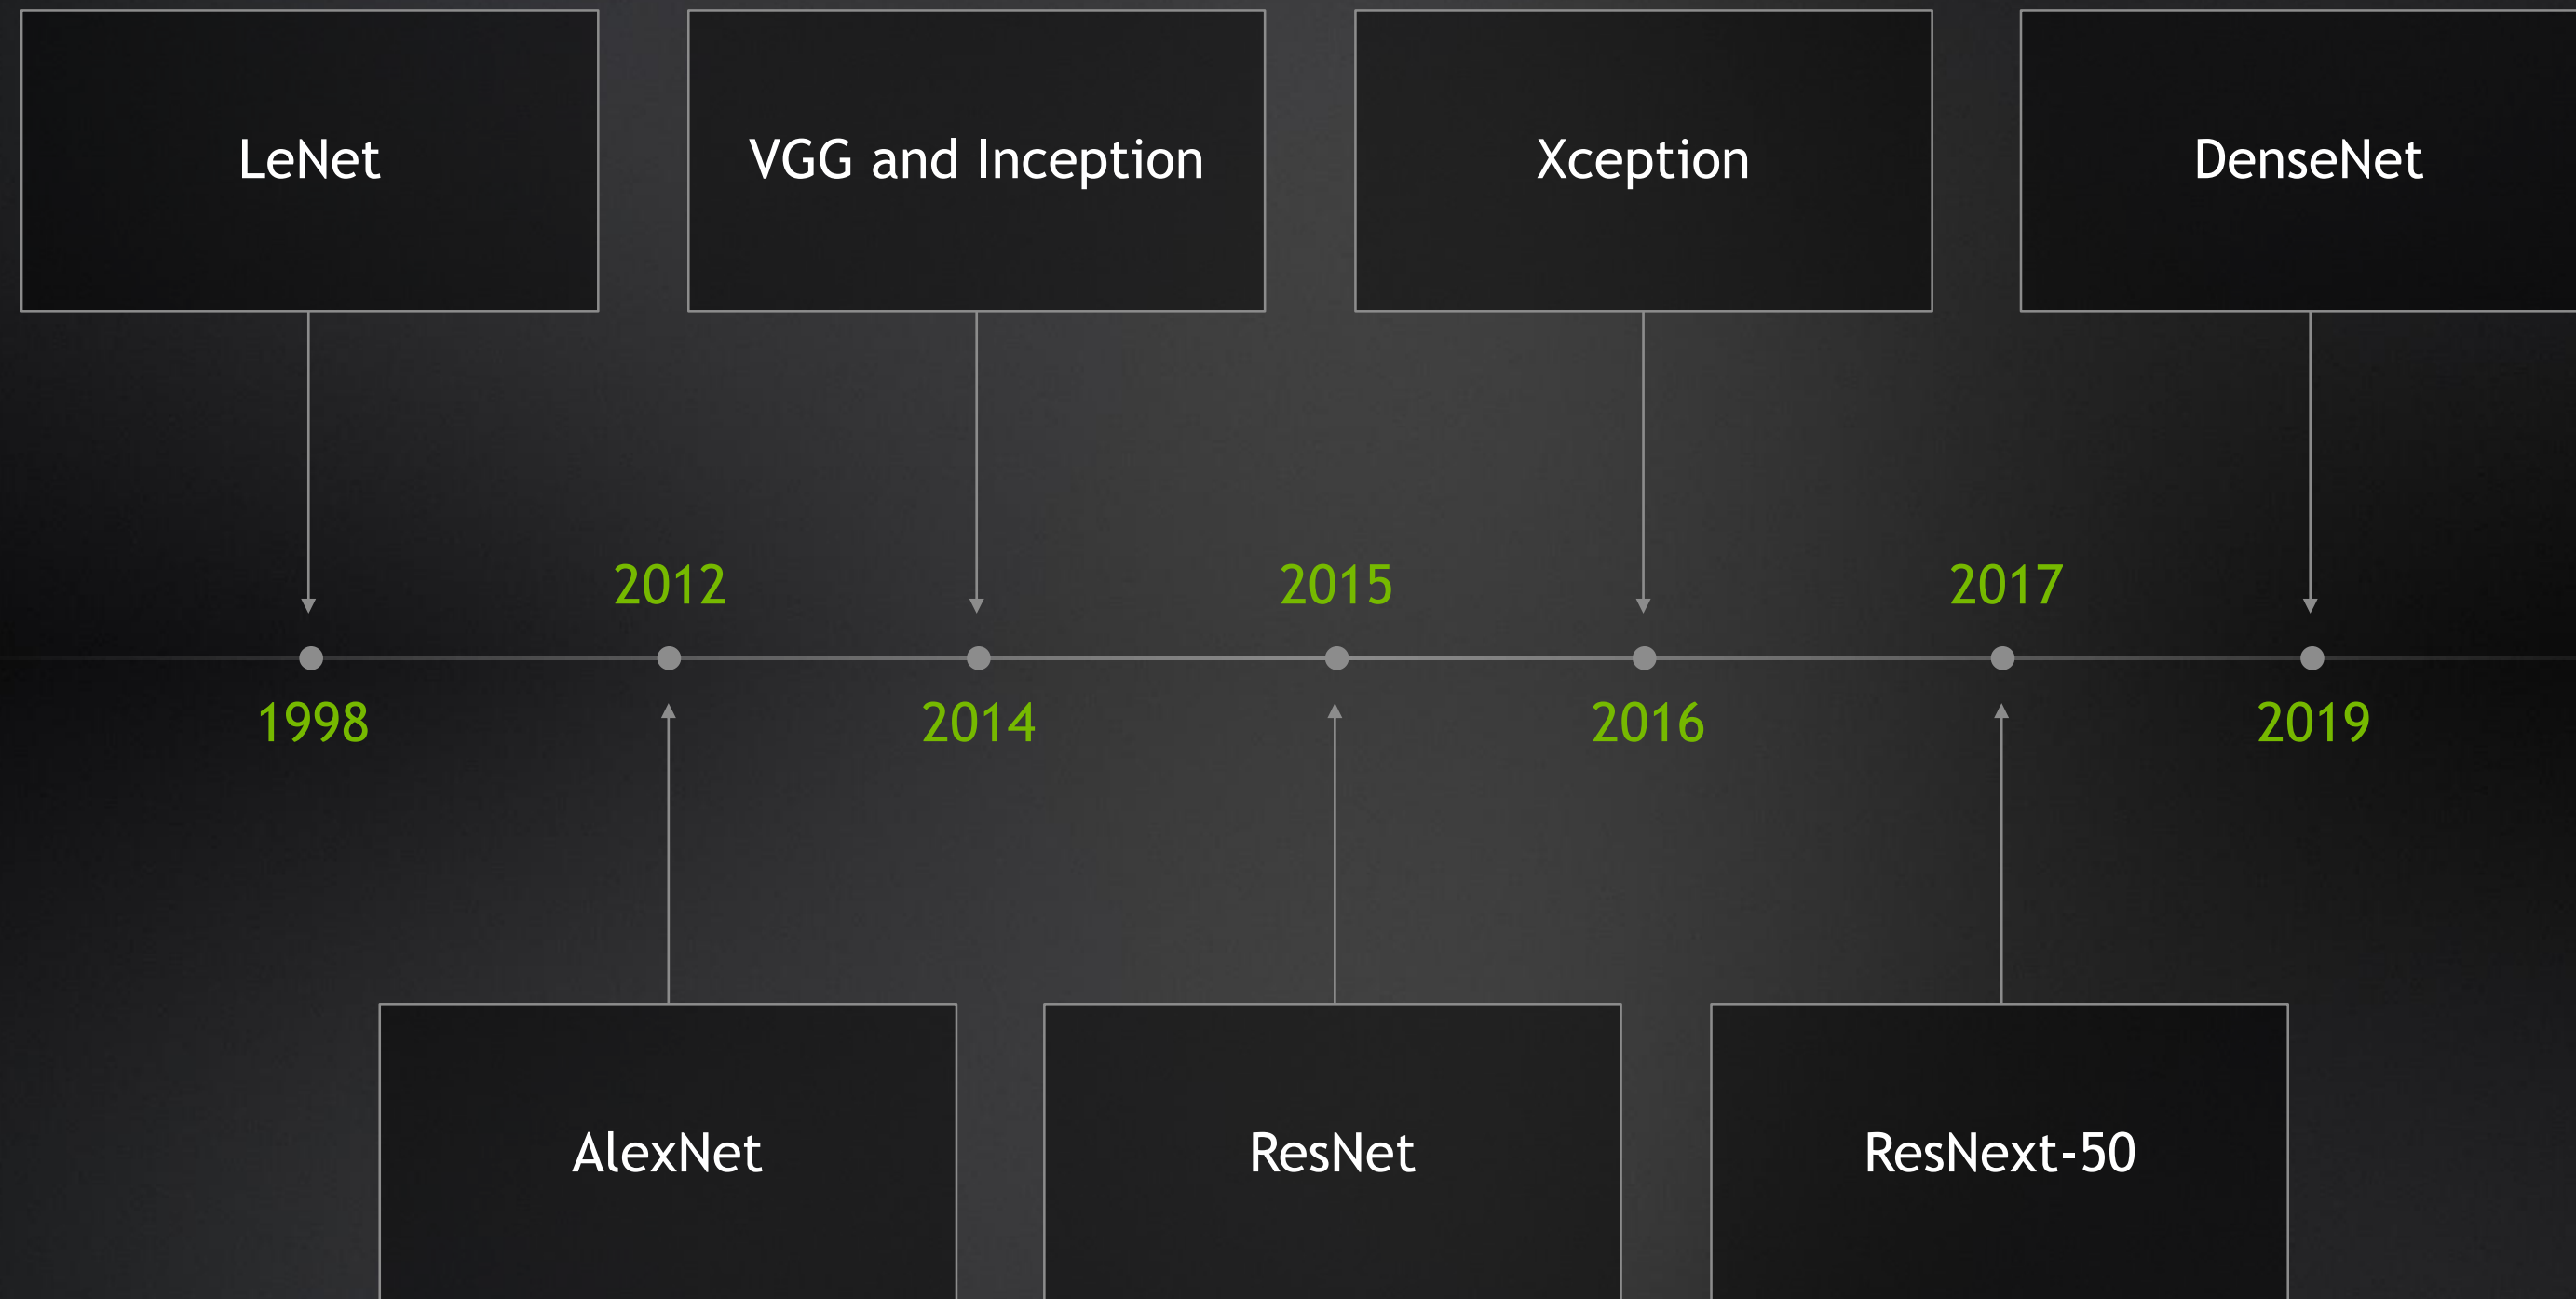 LeNet
VGG and Inception
Xception
DenseNet
2012
2015
2017
1998
2014
2016
2019
AlexNet
ResNet
ResNext-50